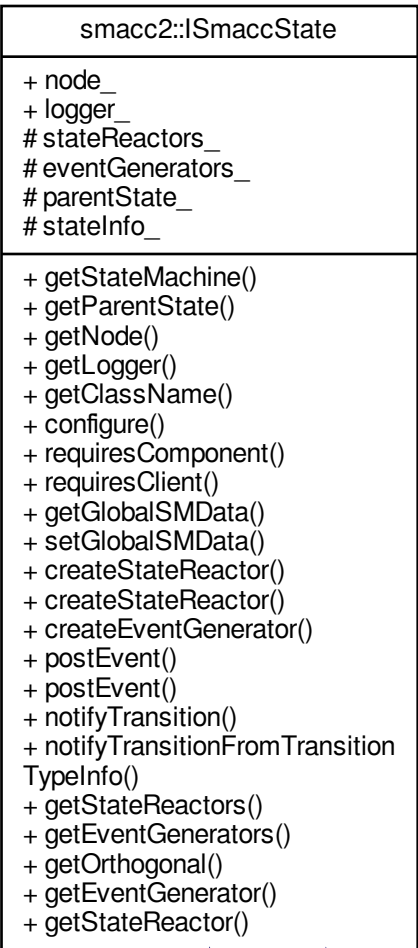 smacc2::ISmaccState
+ node_
+ logger_
# stateReactors_
# eventGenerators_
# parentState_
# stateInfo_
+ getStateMachine()
+ getParentState()
+ getNode()
+ getLogger()
+ getClassName()
+ configure()
+ requiresComponent()
+ requiresClient()
+ getGlobalSMData()
+ setGlobalSMData()
+ createStateReactor()
+ createStateReactor()
+ createEventGenerator()
+ postEvent()
+ postEvent()
+ notifyTransition()
+ notifyTransitionFromTransition
TypeInfo()
+ getStateReactors()
+ getEventGenerators()
+ getOrthogonal()
+ getEventGenerator()
+ getStateReactor()